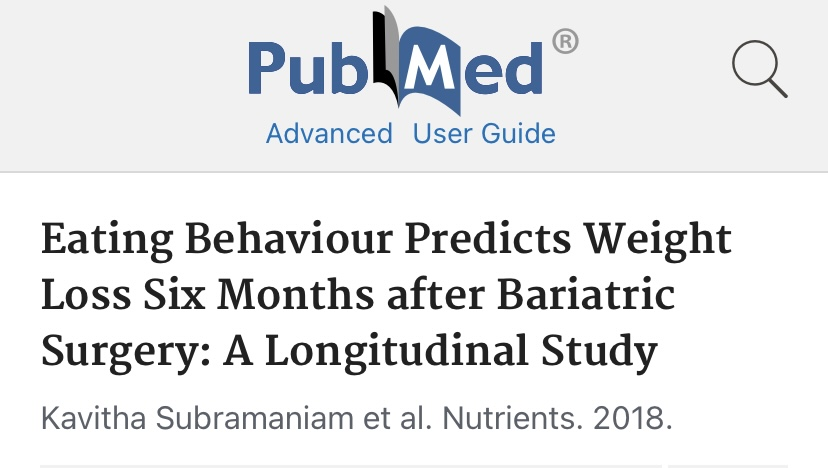 PubMed®
Advanced User Guide
Eating Behaviour Predicts Weight
Loss Six Months after Bariatric
Surgery: A Longitudinal Study
Kavitha Subramaniam et al. Nutrients. 2018.